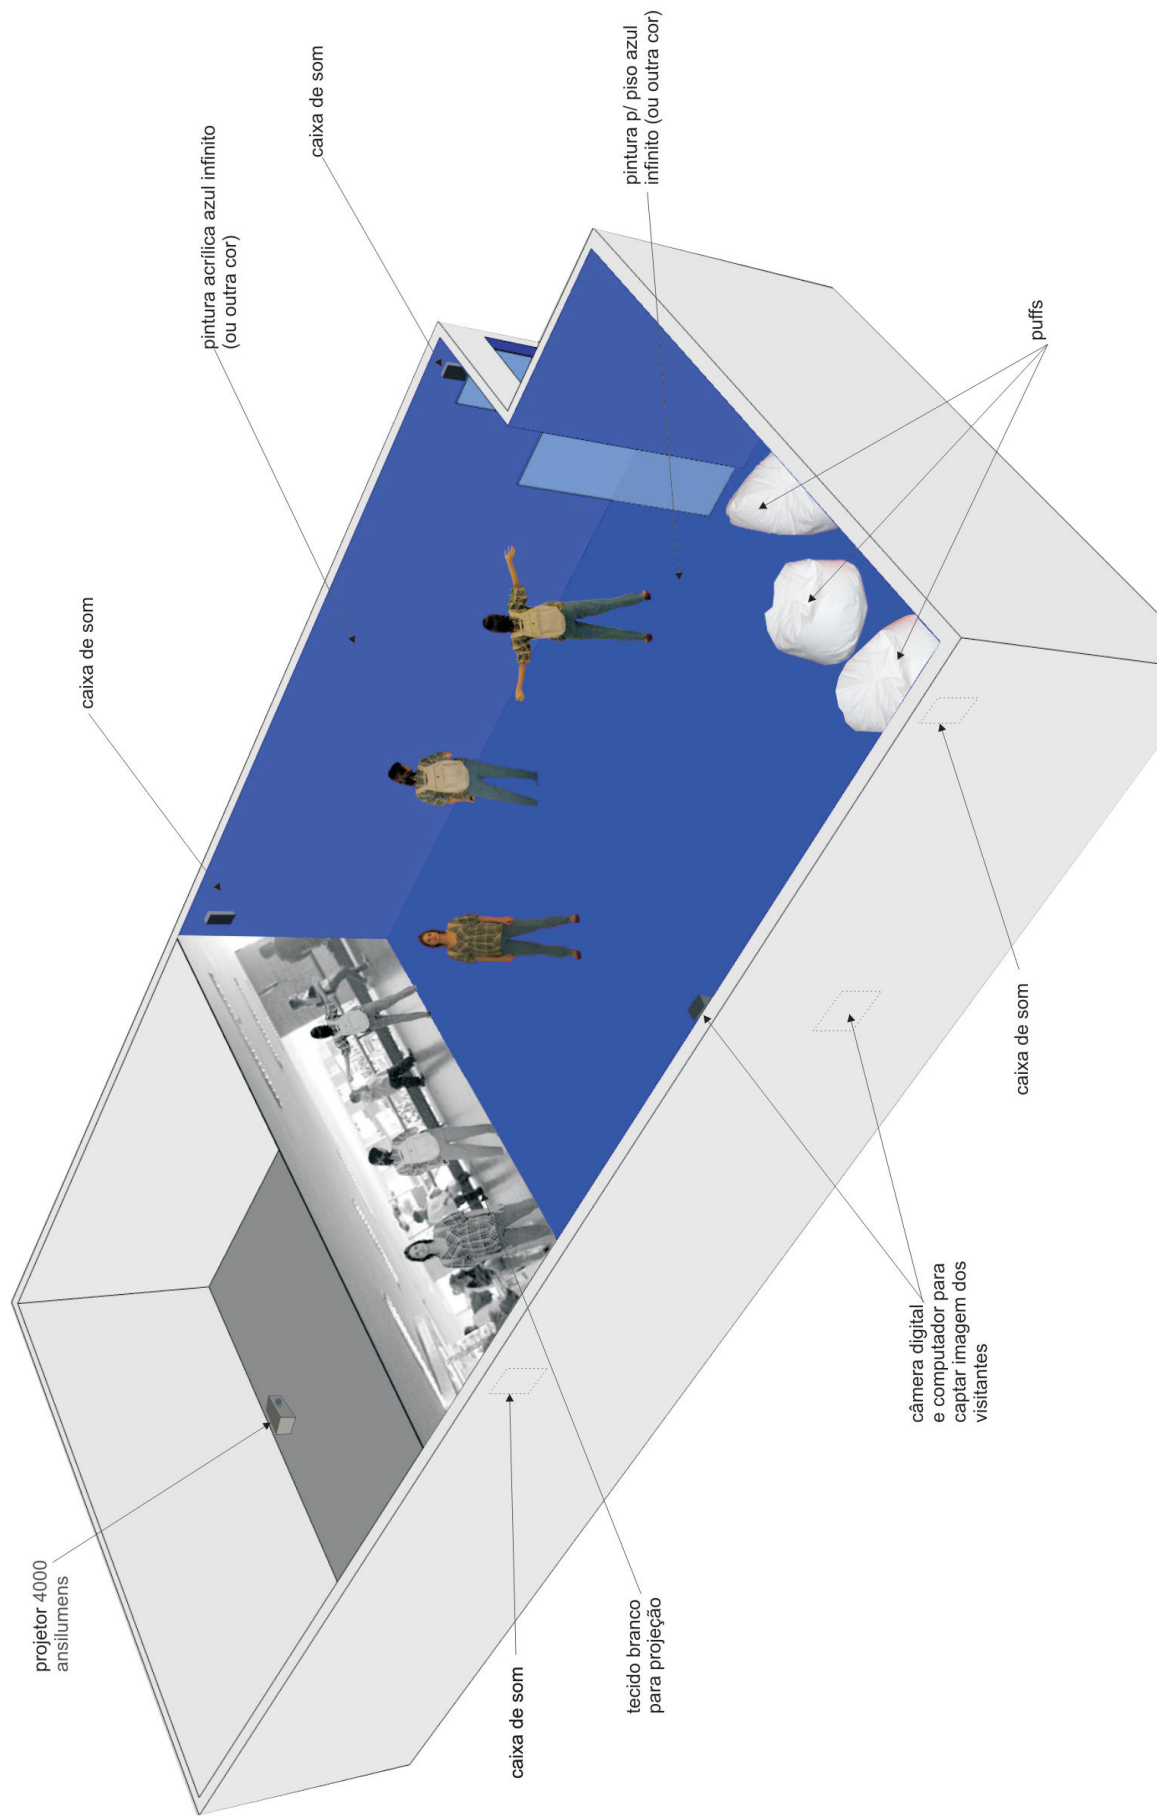 projetor 4000
ansilumens
caixa de som
pintura acrílica azul infinito
(ou outra cor)
caixa de som
caixa de som
tecido branco
para projeção
pintura p/ piso azul
infinito (ou outra cor)
câmera digital
e computador para
captar imagem dos
visitantes
caixa de som
puffs